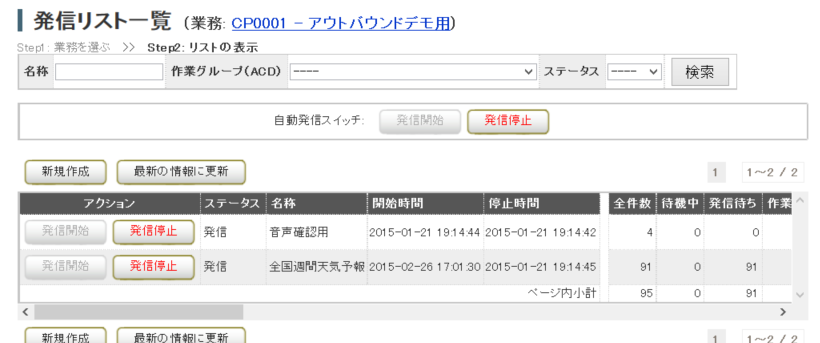 発信リスト一覧 (業務: CP0001 - アウトバウンドデモ用)
Step1: 業務を選ぶ >> Step2: リストの表示
名称 作業グループ(ACD) ---- ステータス ---- 検索
自動発信スイッチ: 発信開始 発信停止
新規作成 最新の情報に更新 1 1～2 / 2
アクション ステータス 名称 開始時間 停止時間 全件数 待機中 発信待ち 作業
発信開始 発信停止 発信 音声確認用 2015-01-21 19:14:44 2015-01-21 19:14:42 4 0 0
発信開始 発信停止 発信 全国週間天気予報 2015-02-26 17:01:30 2015-01-21 19:14:45 91 0 91
ページ内小計 95 0 91
新規作成 最新の情報に更新 1 1～2 / 2